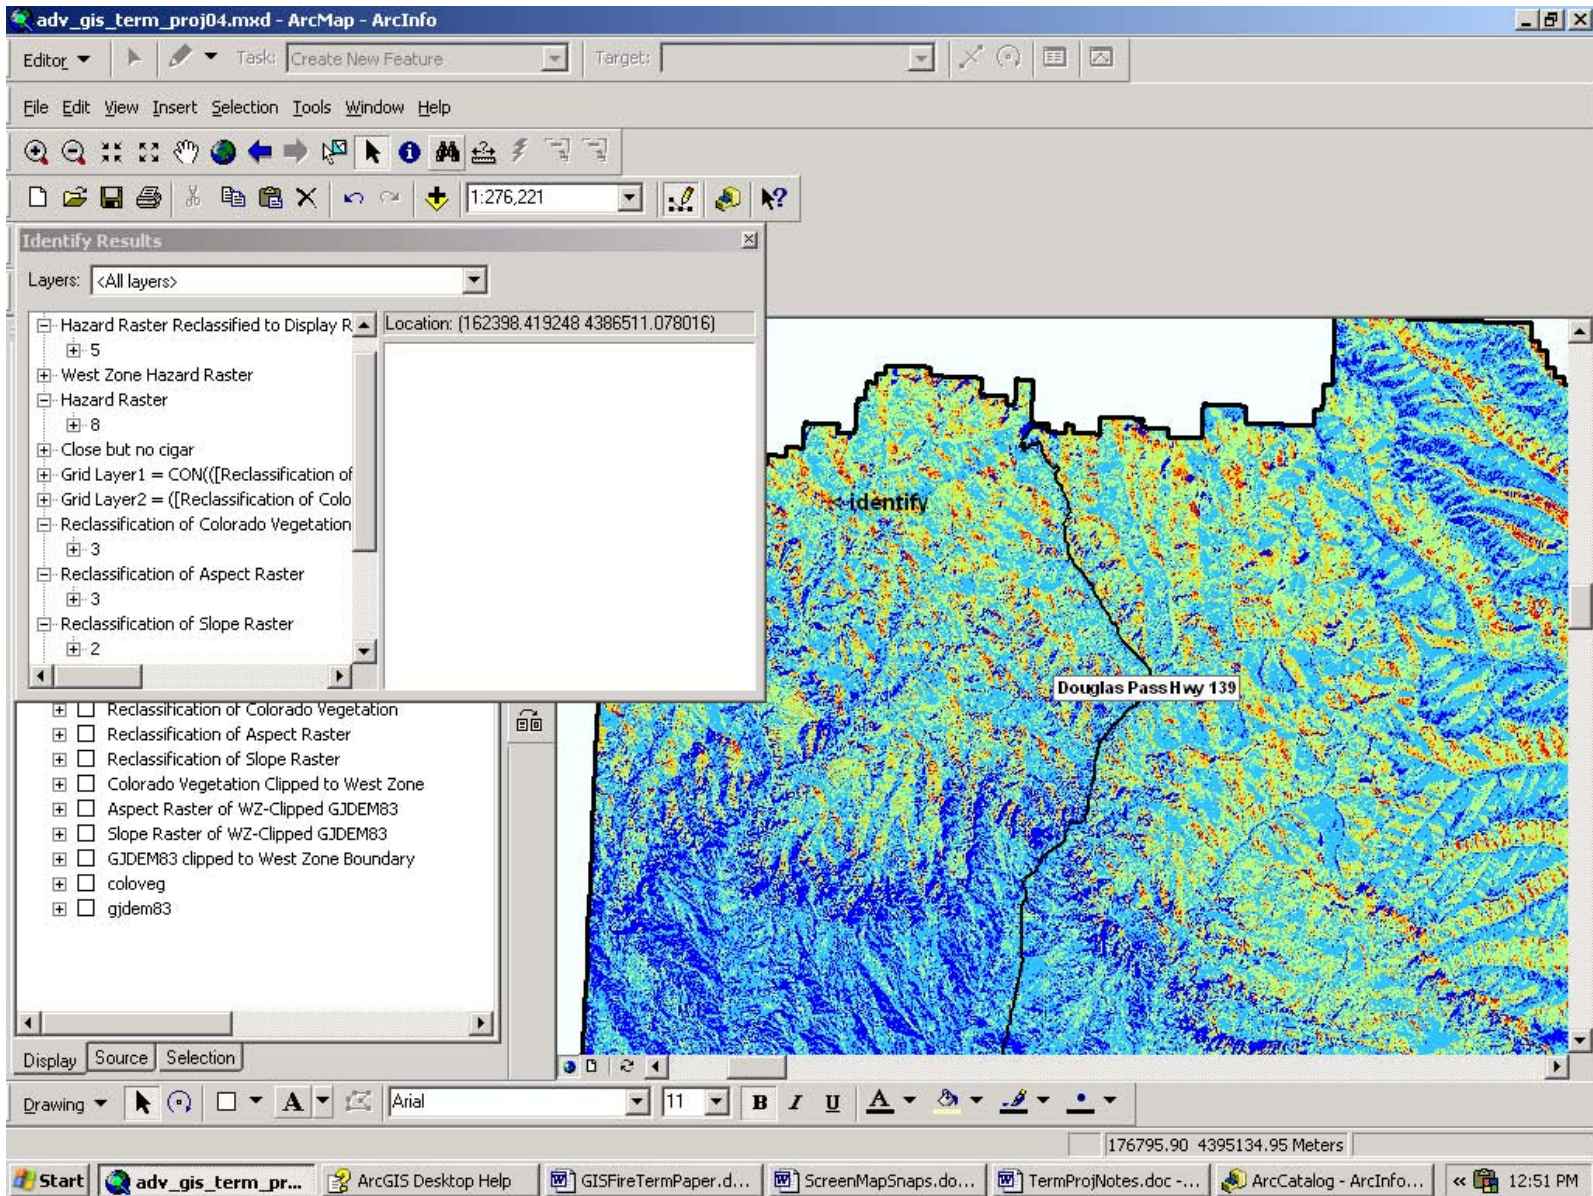 adv_gis_term_proj04.mxd - ArcMap - ArcInfo
Editor Task: Create New Feature Target:
File Edit View Insert Selection Tools Window Help
1:276,221
Identify Results
Layers: <All layers>
Location: (162398.419248 4386511.078016)
Hazard Raster Reclassified to Display R
5
West Zone Hazard Raster
Hazard Raster
8
Close but no cigar
Grid Layer1 = CON(([Reclassification of
Grid Layer2 = ([Reclassification of Colo
Reclassification of Colorado Vegetation
3
Reclassification of Aspect Raster
3
Reclassification of Slope Raster
2
Reclassification of Colorado Vegetation
Reclassification of Aspect Raster
Reclassification of Slope Raster
Colorado Vegetation Clipped to West Zone
Aspect Raster of WZ-Clipped GJDEM83
Slope Raster of WZ-Clipped GJDEM83
GJDEM83 clipped to West Zone Boundary
coloveg
gjdem83
<- identify
Douglas Pass Hwy 139
Display Source Selection
Drawing A Arial 11 B I U A
176795.90 4395134.95 Meters
Start adv_gis_term_pr... ArcGIS Desktop Help GISFireTermPaper.d... ScreenMapSnaps.do... TermProjNotes.doc -... ArcCatalog - ArcInfo... « 12:51 PM